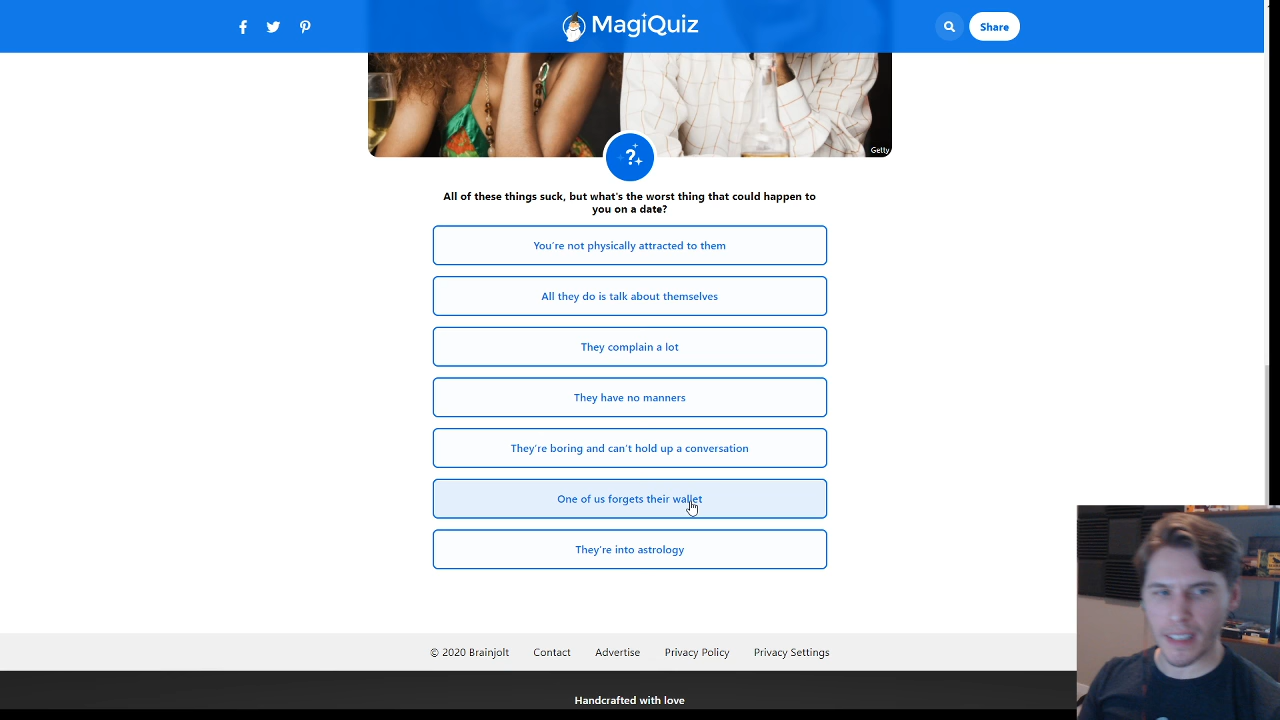 MagiQuiz
Share
Getty
All of these things suck, but what's the worst thing that could happen to
you on a date?
You're not physically attracted to them
All they do is talk about themselves
They complain a lot
They have no manners
They're boring and can't hold up a conversation
One of us forgets their wallet
They're into astrology
© 2020 Brainjolt Contact Advertise Privacy Policy Privacy Settings
Handcrafted with love